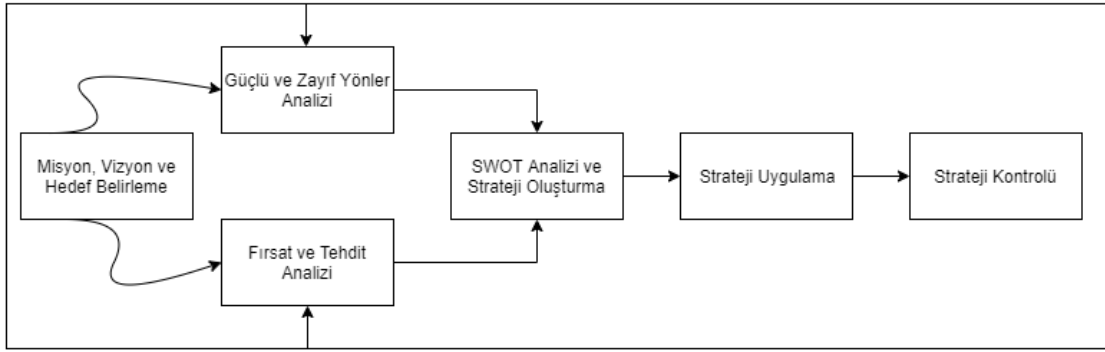 Güçlü ve Zayıf Yönler
Analizi
Misyon, Vizyon ve
Hedef Belirleme
SWOT Analizi ve
Strateji Oluşturma
Strateji Uygulama
Strateji Kontrolü
Fırsat ve Tehdit
Analizi